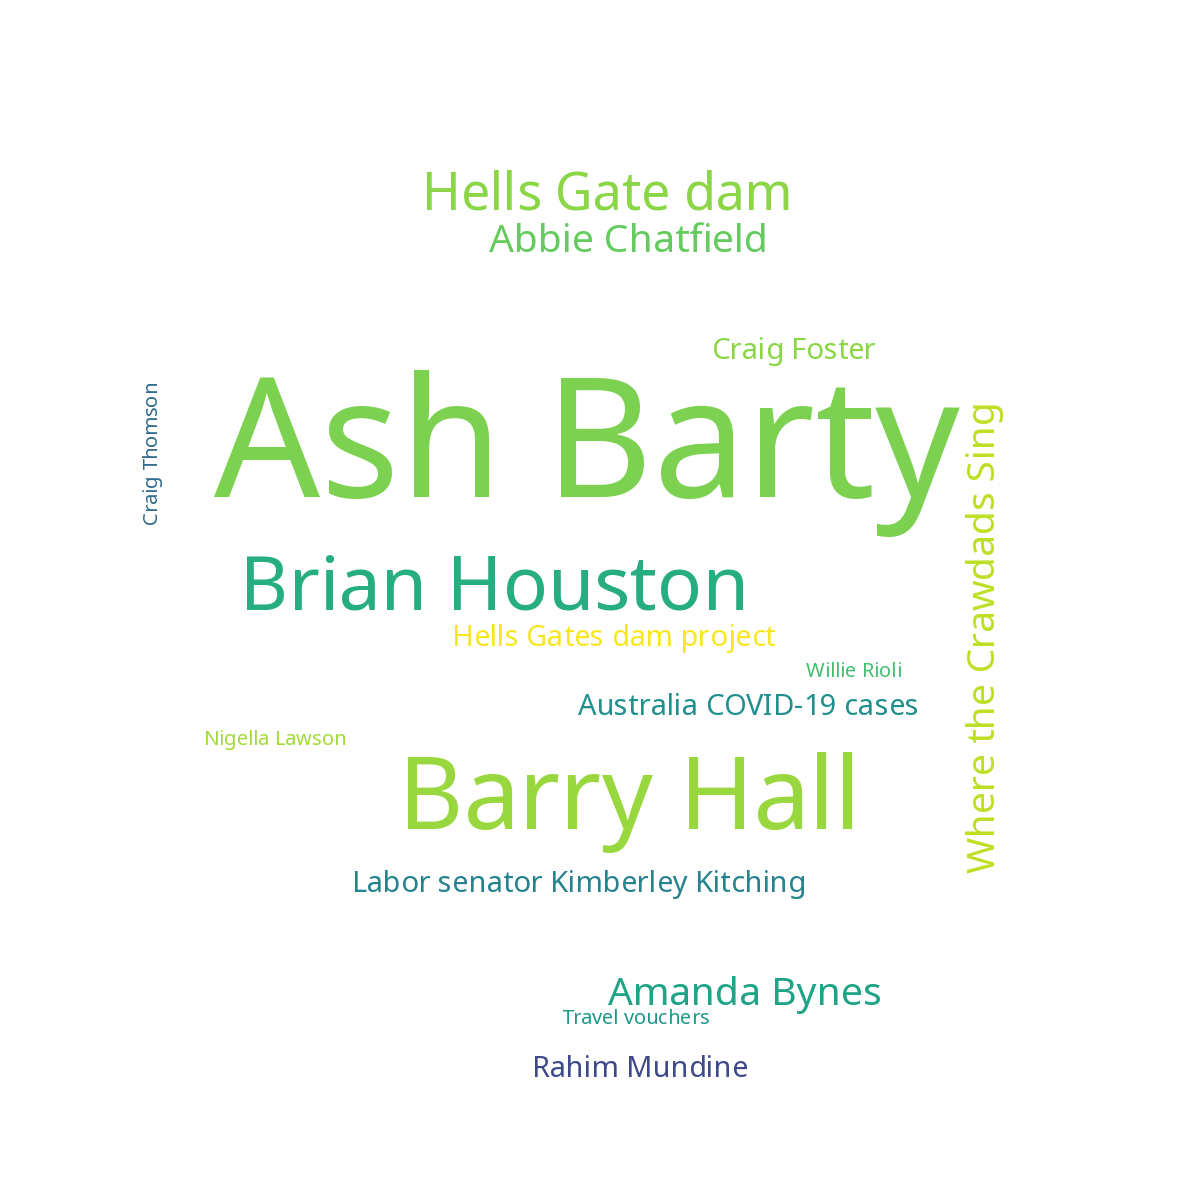 Hells Gate dam
Abbie Chatfield
Craig Foster
Ash Barty
Craig Thomson
Where the Crawdads Sing
Brian Houston
Hells Gates dam project
Willie Rioli
Australia COVID-19 cases
Nigella Lawson
Barry Hall
Labor senator Kimberley Kitching
Amanda Bynes
Travel vouchers
Rahim Mundine